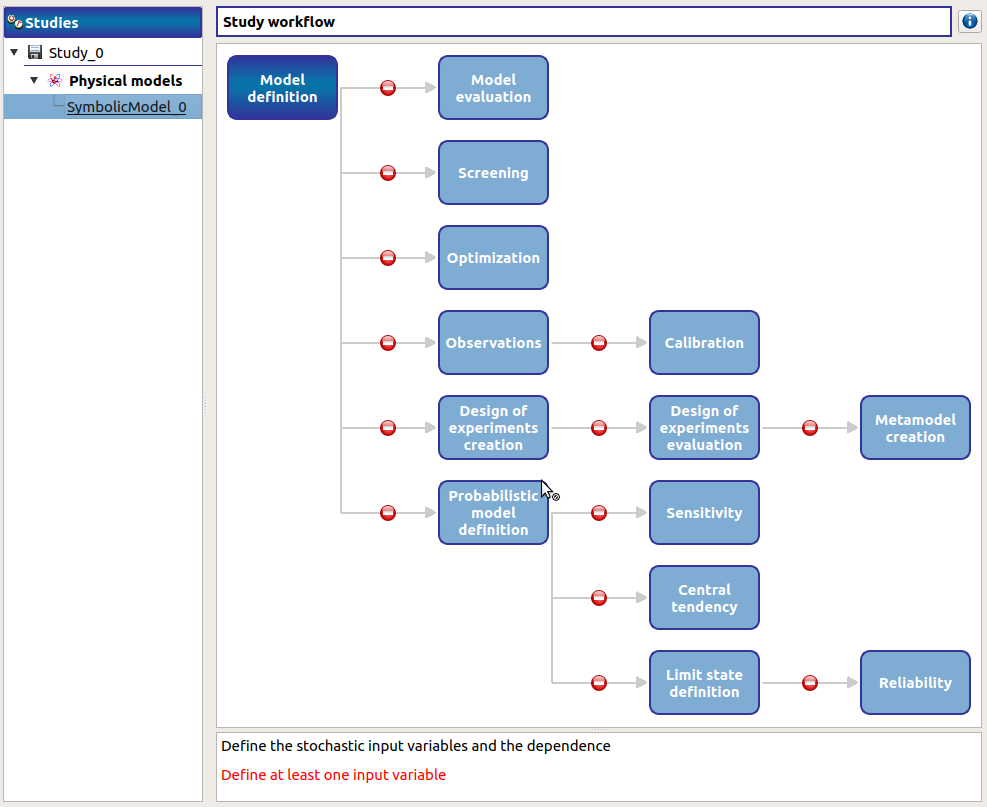 Studies
Study_0
Physical models
SymbolicModel_0
Study workflow
Model
definition
Model
evaluation
Screening
Optimization
Observations
Calibration
Design of
experiments
creation
Design of
experiments
evaluation
Metamodel
creation
Probabilistic
model
definition
Sensitivity
Central
tendency
Limit state
definition
Reliability
Define the stochastic input variables and the dependence
Define at least one input variable